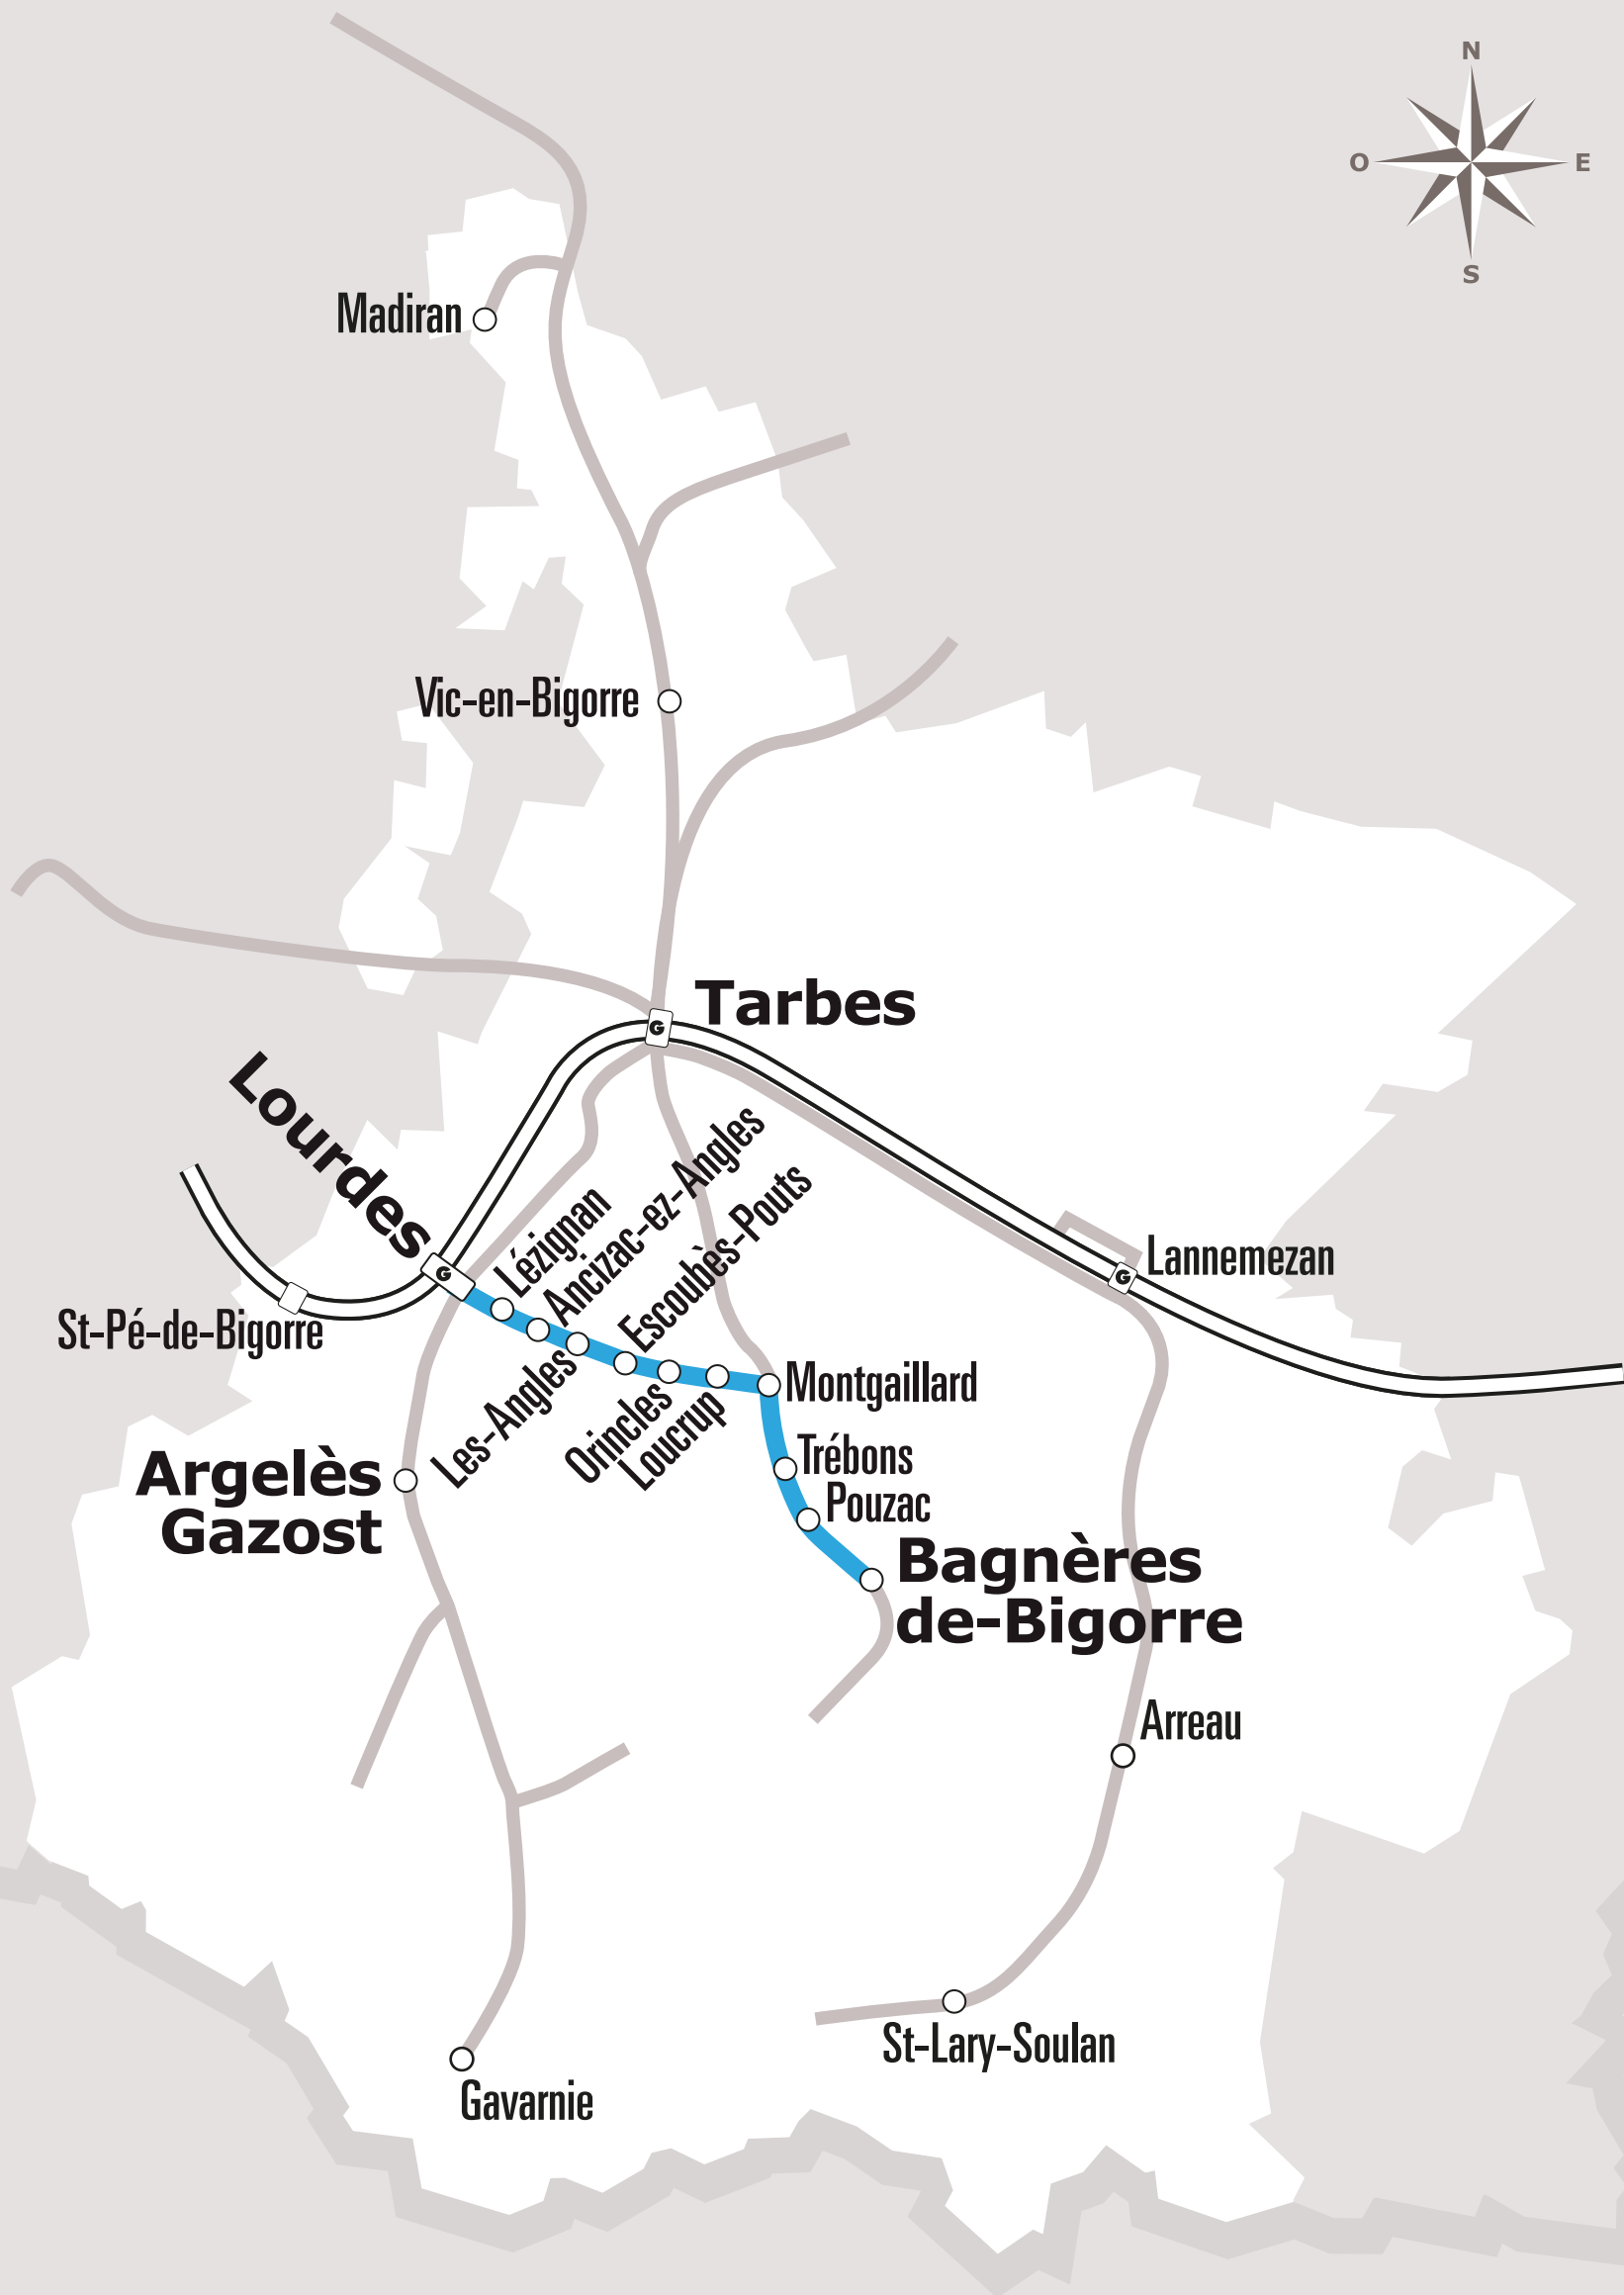 N
O
E
S
Madiran
Vic-en-Bigorre
Tarbes
G
Lourdes
G
Lézignan
Ancizac-ez-Angles
Escoubès-Pouts
Lannemezan
G
St-Pé-de-Bigorre
Les-Angles
Orincles
Loucrup
Montgaillard
Trébons
Pouzac
Argelès
Gazost
Bagnères
de-Bigorre
Arreau
St-Lary-Soulan
Gavarnie